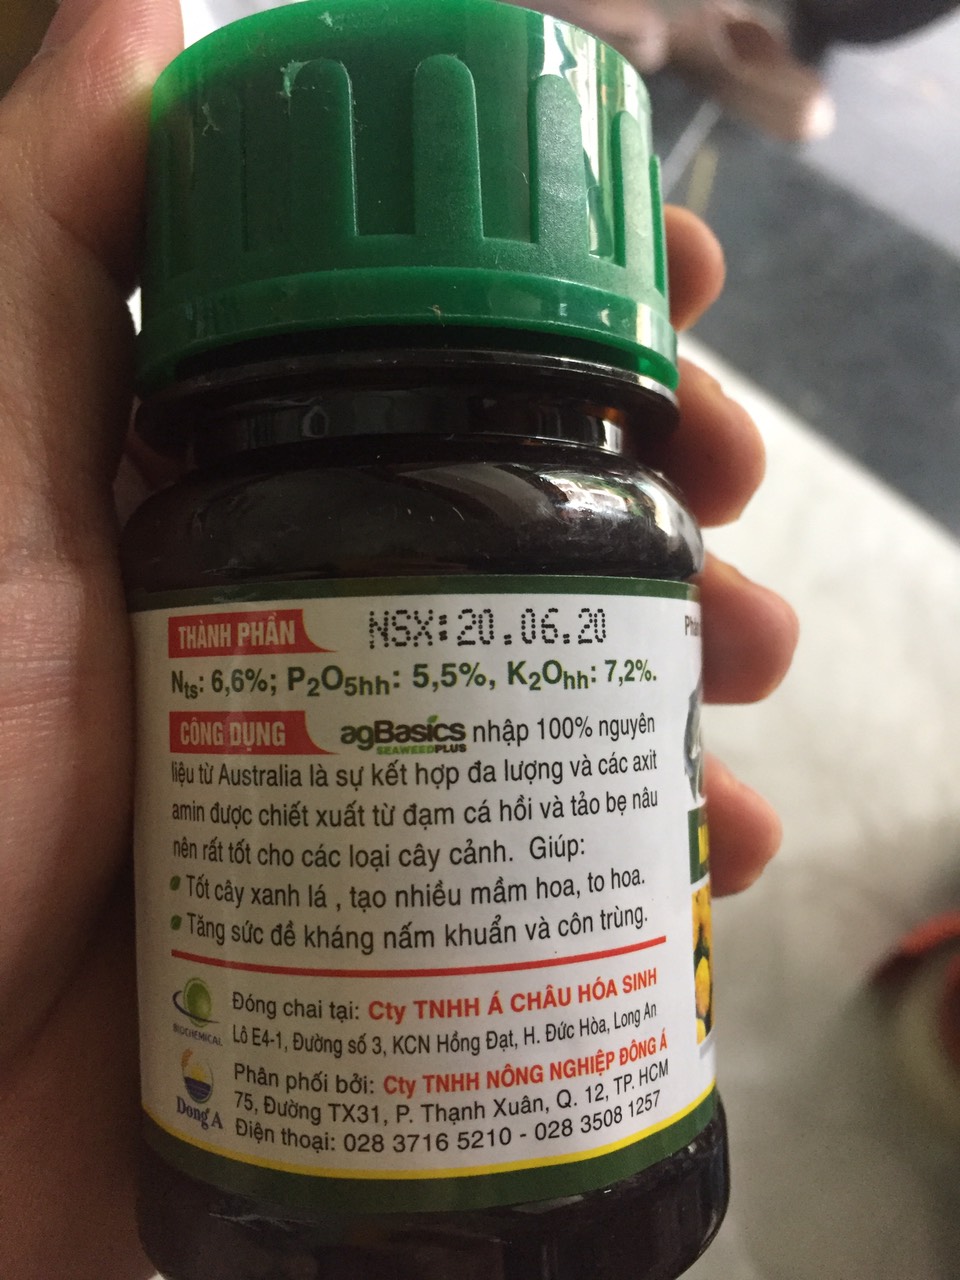 THÀNH PHẦN NSX:20.06.20
Nts: 6,6%; P2O5hh: 5,5%, K2Ohh: 7,2%.
CÔNG DỤNG agBasics nhập 100% nguyên
SEAWEEDPLUS
liệu từ Australia là sự kết hợp đa lượng và các axit
amin được chiết xuất từ đạm cá hồi và tảo bẹ nâu
nên rất tốt cho các loại cây cảnh. Giúp:
Tốt cây xanh lá , tạo nhiều mầm hoa, to hoa.
Tăng sức đề kháng nấm khuẩn và côn trùng.
BIOCHEMICAL
Đóng chai tại: Cty TNHH Á CHÂU HÓA SINH
Lô E4-1, Đường số 3, KCN Hồng Đạt, H. Đức Hòa, Long An
Dong A
Phân phối bởi: Cty TNHH NÔNG NGHIỆP ĐÔNG Á
75, Đường TX31, P. Thạnh Xuân, Q. 12, TP. HCM
Điện thoại: 028 3716 5210 - 028 3508 1257